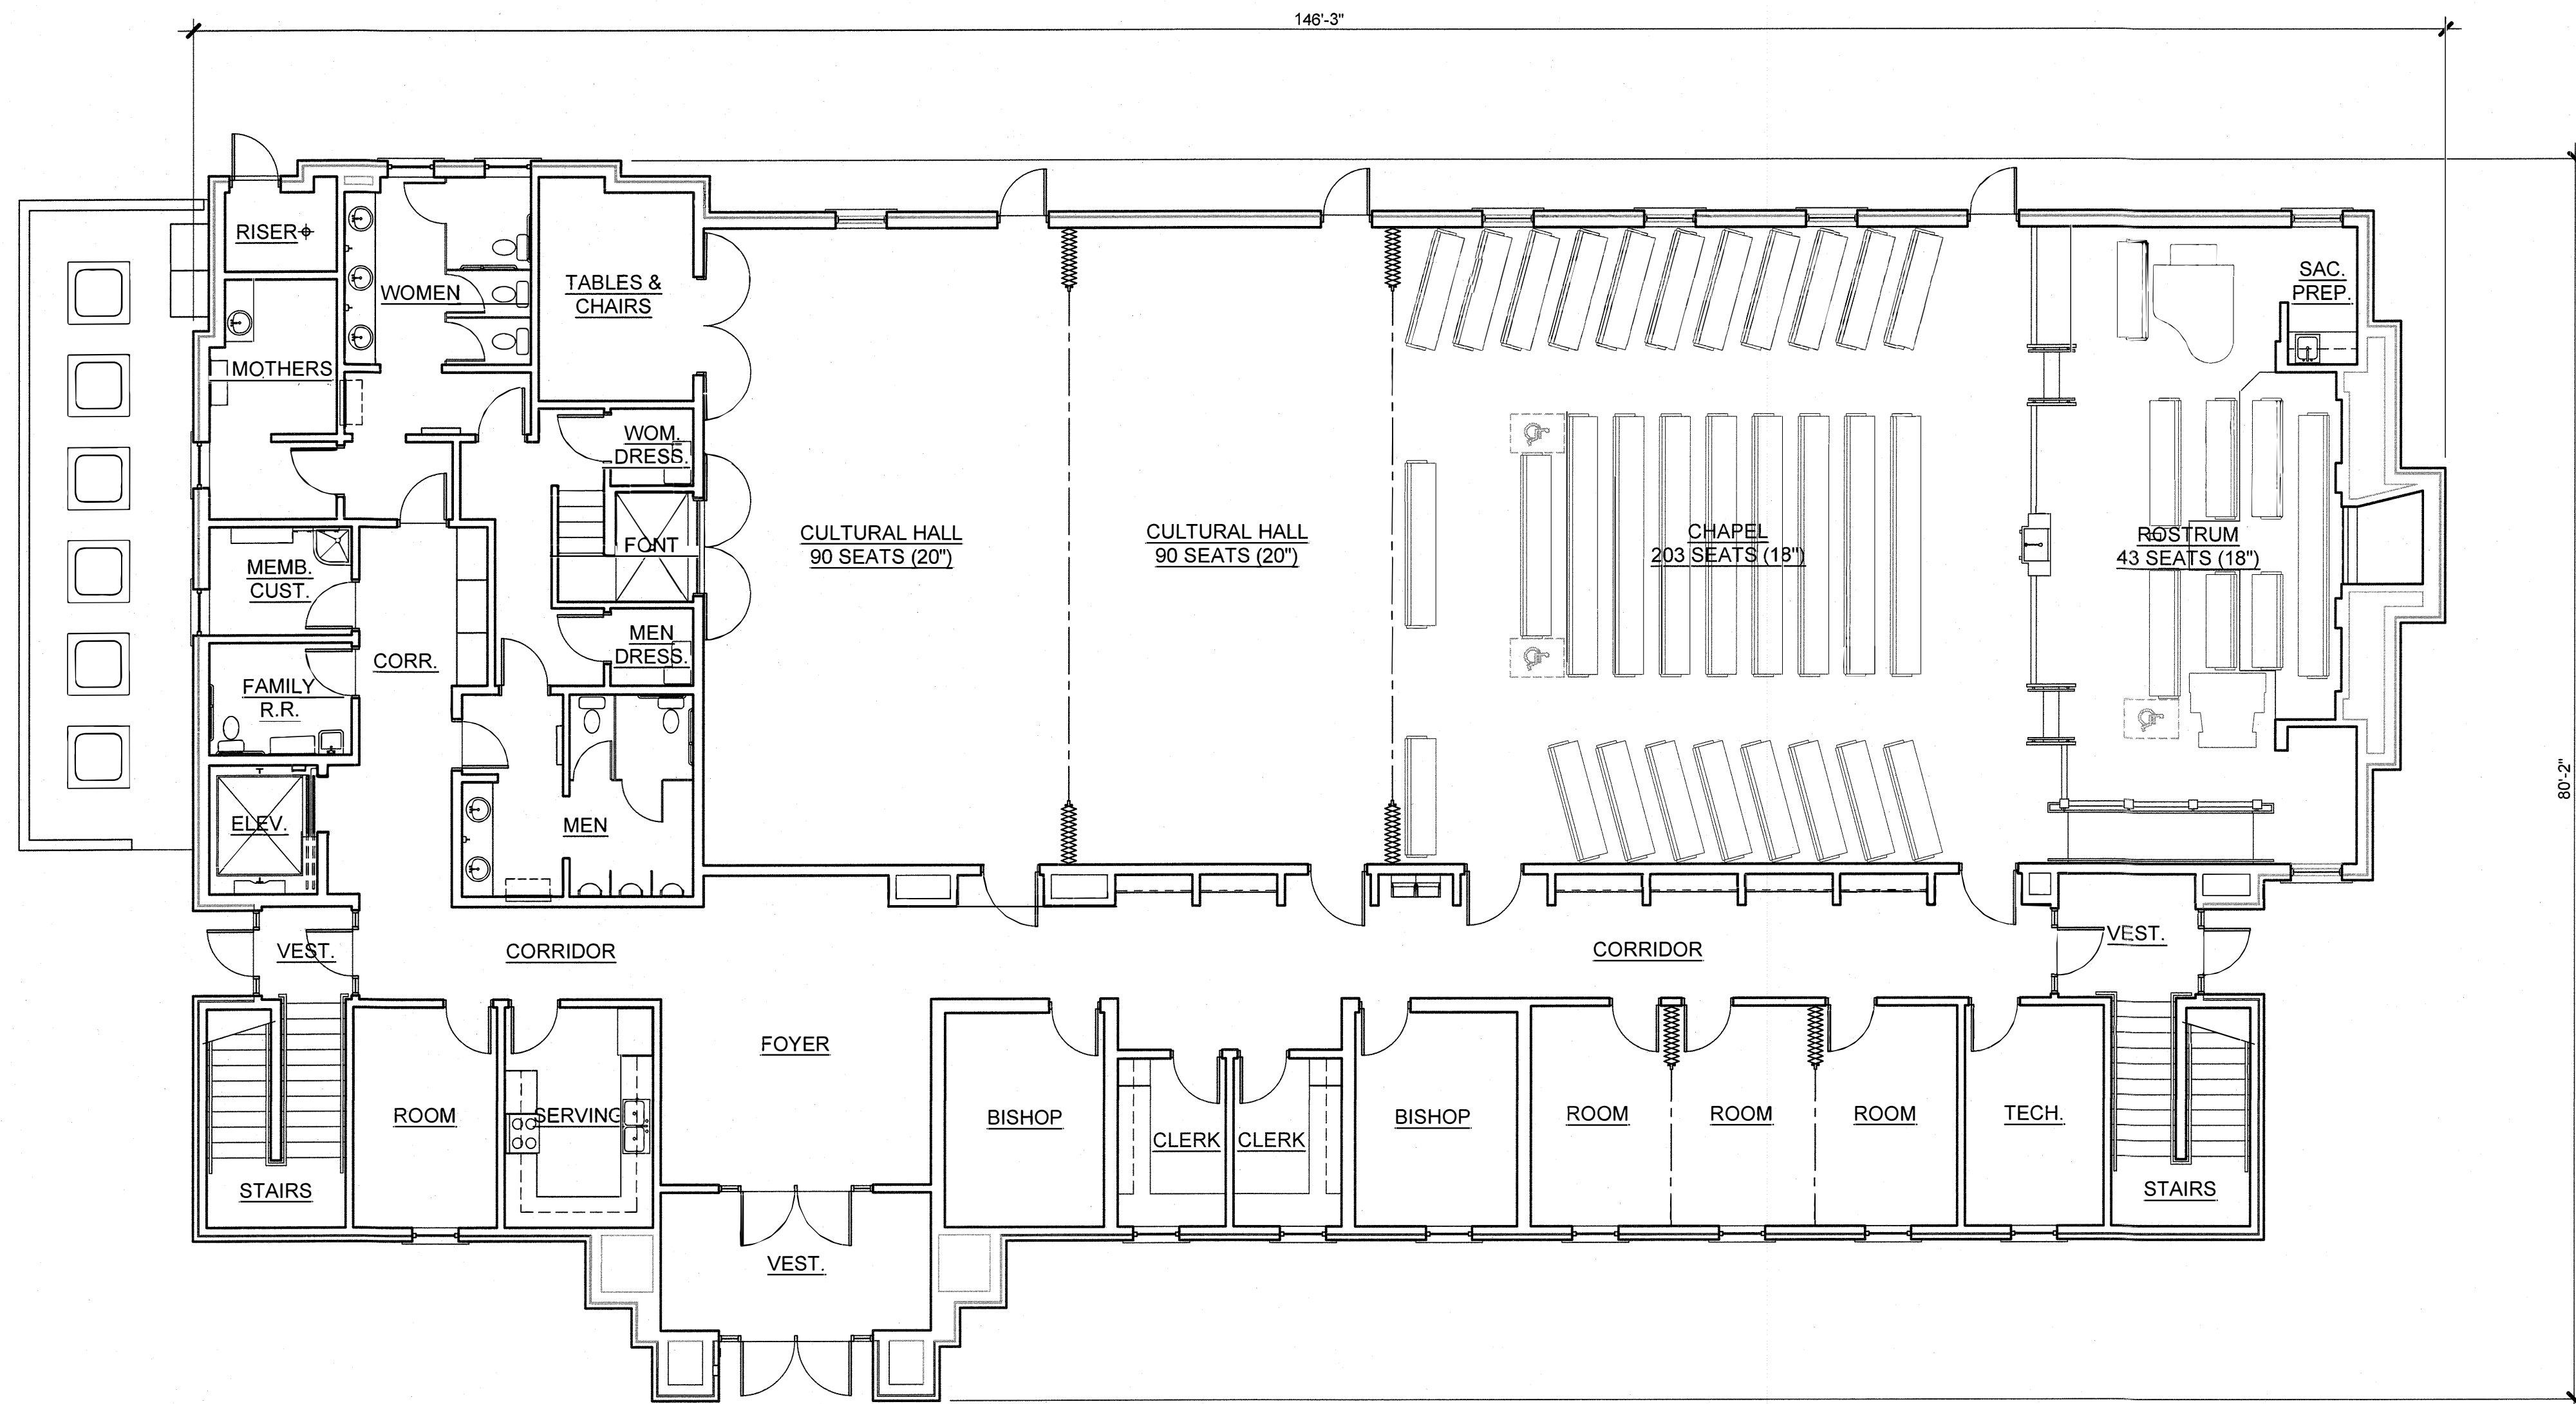 146'-3"
RISER
WOMEN
TABLES &
CHAIRS
SAC.
PREP.
MOTHERS
WOM.
DRESS.
CULTURAL HALL
90 SEATS (20")
CULTURAL HALL
90 SEATS (20")
CHAPEL
203 SEATS (18")
ROSTRUM
43 SEATS (18")
FONT
MEMB.
CUST.
MEN
DRESS.
CORR.
FAMILY
R.R.
80'-2"
ELEV.
MEN
VEST.
CORRIDOR
CORRIDOR
VEST.
FOYER
ROOM
SERVING
BISHOP
CLERK
CLERK
BISHOP
ROOM
ROOM
ROOM
TECH.
STAIRS
STAIRS
VEST.